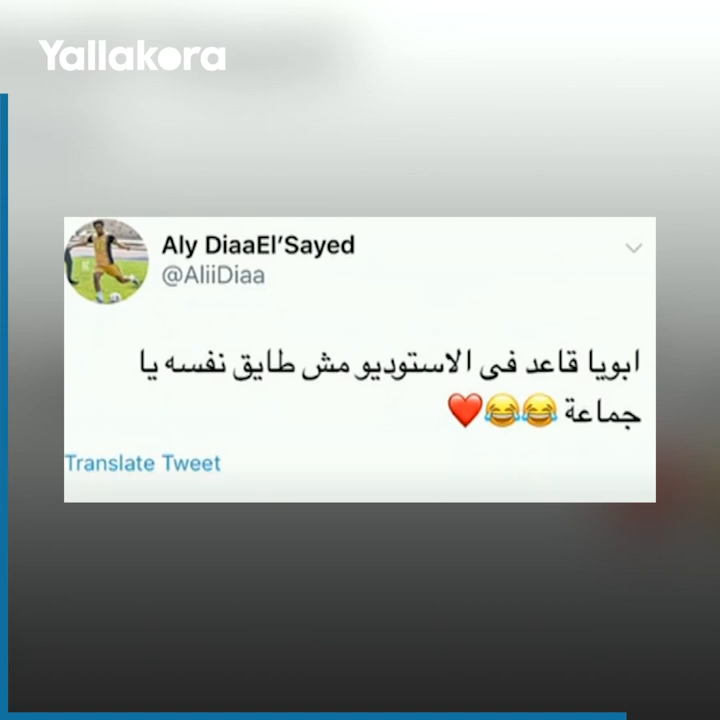 Yallakora
Aly DiaaEl'Sayed
@AliiDiaa
ابويا قاعد فى الاستوديو مش طايق نفسه يا
جماعة 😂😂❤️
Translate Tweet